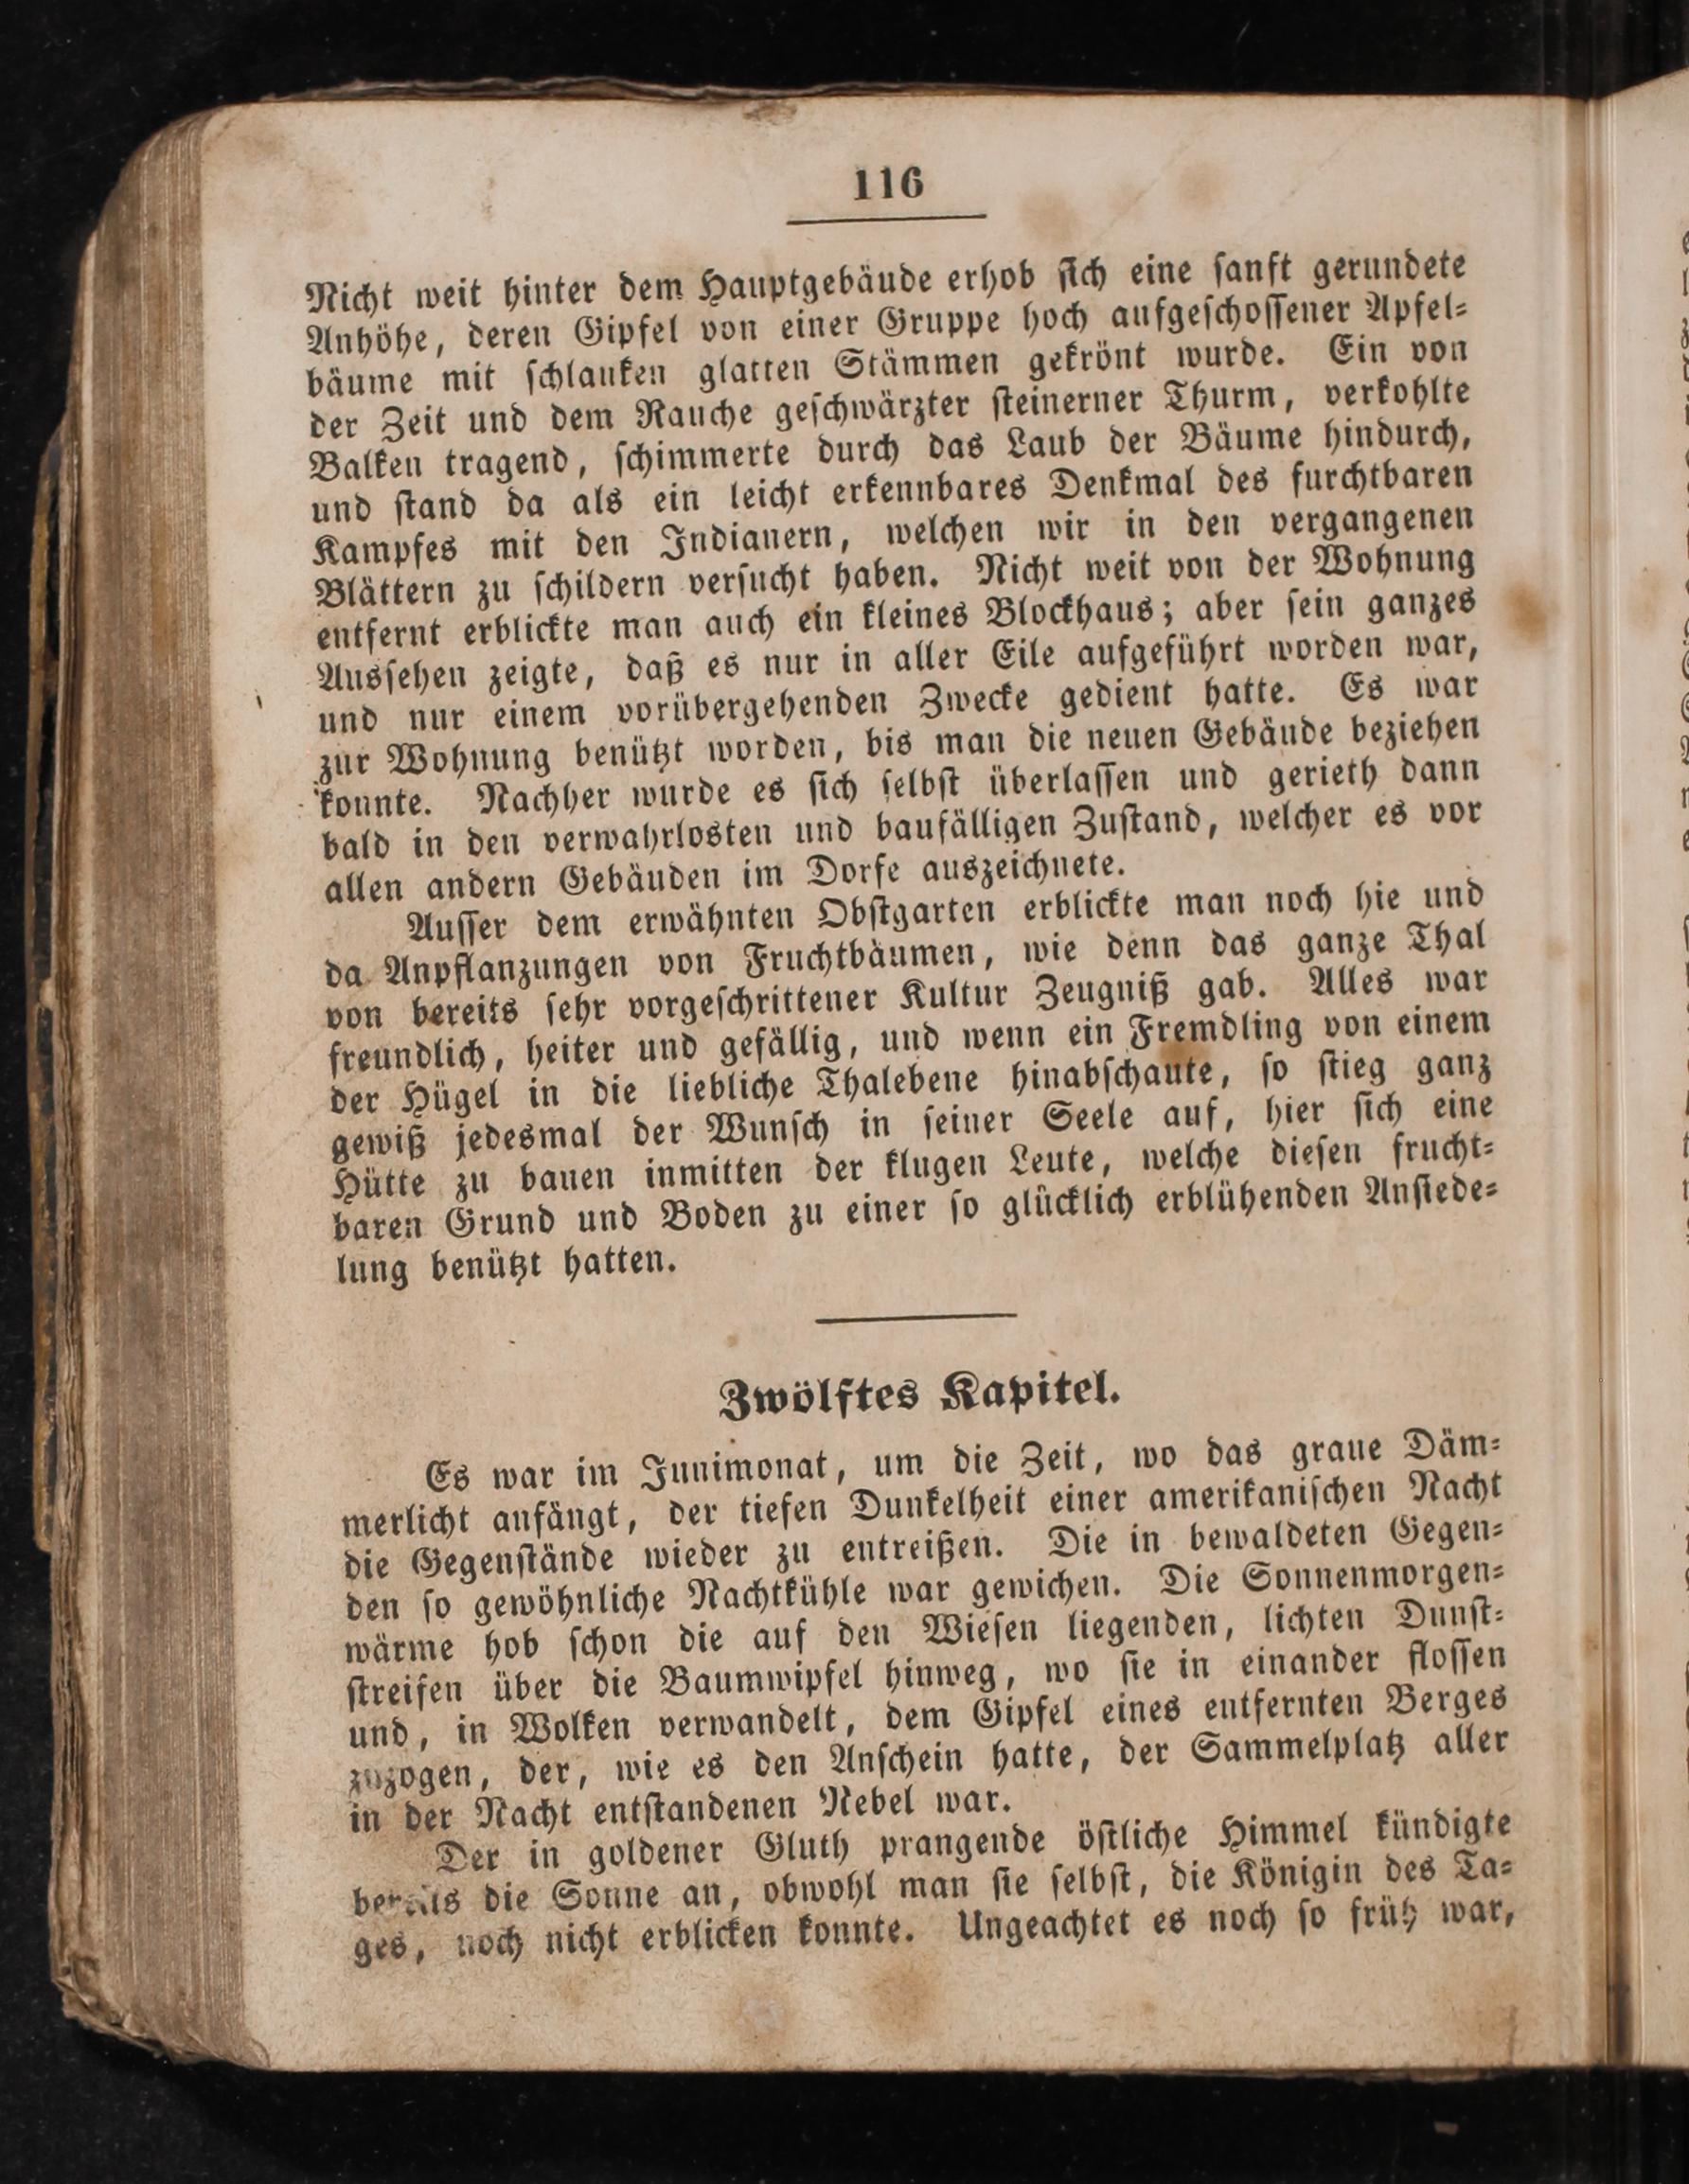 116
Nicht weit hinter dem Hauptgebäude erhob ſich eine ſanft gerundete
Anhöhe, deren Gipfel von einer Gruppe hoch aufgeſchoſſener Apfel⸗
bäume mit ſchlanken glatten Stämmen gekrönt wurde. Ein von
der Zeit und dem Rauche geſchwärzter ſteinerner Thurm, verkohlte
Balken tragend, ſchimmerte durch das Laub der Bäume hindurch,
und ſtand da als ein leicht erkennbares Denkmal des furchtbaren
Kampfes mit den Indianern, welchen wir in den vergangenen
Blättern zu ſchildern verſucht haben. Nicht weit von der Wohnung
entfernt erblickte man auch ein kleines Blockhaus; aber ſein ganzes
Ausſehen zeigte, daß es nur in aller Eile aufgeführt worden war,
und nur einem vorübergehenden Zwecke gedient hatte. Es war
zur Wohnung benützt worden, bis man die neuen Gebäude beziehen
konnte. Nachher wurde es ſich ſelbſt überlaſſen und gerieth dann
bald in den verwahrlosten und baufälligen Zuſtand, welcher es vor
allen andern Gebäuden im Dorfe auszeichnete.
Auſſer dem erwähnten Obſtgarten erblickte man noch hie und
da Anpflanzungen von Fruchtbäumen, wie denn das ganze Thal
von bereits ſehr vorgeſchrittener Kultur Zeugniß gab. Alles war
freundlich, heiter und gefällig, und wenn ein Fremdling von einem
der Hügel in die liebliche Thalebene hinabſchaute, ſo ſtieg ganz
gewiß jedesmal der Wunſch in ſeiner Seele auf, hier ſich eine
Hütte zu bauen inmitten der klugen Leute, welche dieſen frucht⸗
baren Grund und Boden zu einer ſo glücklich erblühenden Anſiede⸗
lung benützt hatten.
Zwölftes Kapitel.
Es war im Junimonat, um die Zeit, wo das graue Däm⸗
merlicht anfängt, der tiefen Dunkelheit einer amerikaniſchen Nacht
die Gegenſtände wieder zu entreißen. Die in bewaldeten Gegen⸗
den ſo gewöhnliche Nachtkühle war gewichen. Die Sonnenmorgen⸗
wärme hob ſchon die auf den Wieſen liegenden, lichten Dunſt⸗
ſtreifen über die Baumwipfel hinweg, wo ſie in einander floſſen
und, in Wolken verwandelt, dem Gipfel eines entfernten Berges
zuzogen, der, wie es den Anſchein hatte, der Sammelplatz aller
in der Nacht entſtandenen Nebel war.
Der in goldener Gluth prangende öſtliche Himmel kündigte
bereits die Sonne an, obwohl man ſie ſelbſt, die Königin des Ta⸗
ges, noch nicht erblicken konnte. Ungeachtet es noch ſo früh war,